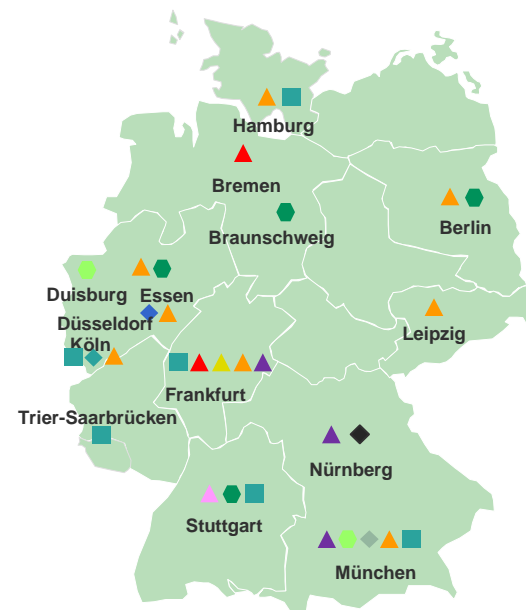 Hamburg
Bremen
Braunschweig
Berlin
Duisburg
Essen
Düsseldorf
Köln
Leipzig
Frankfurt
Trier-Saarbrücken
Nürnberg
Stuttgart
München